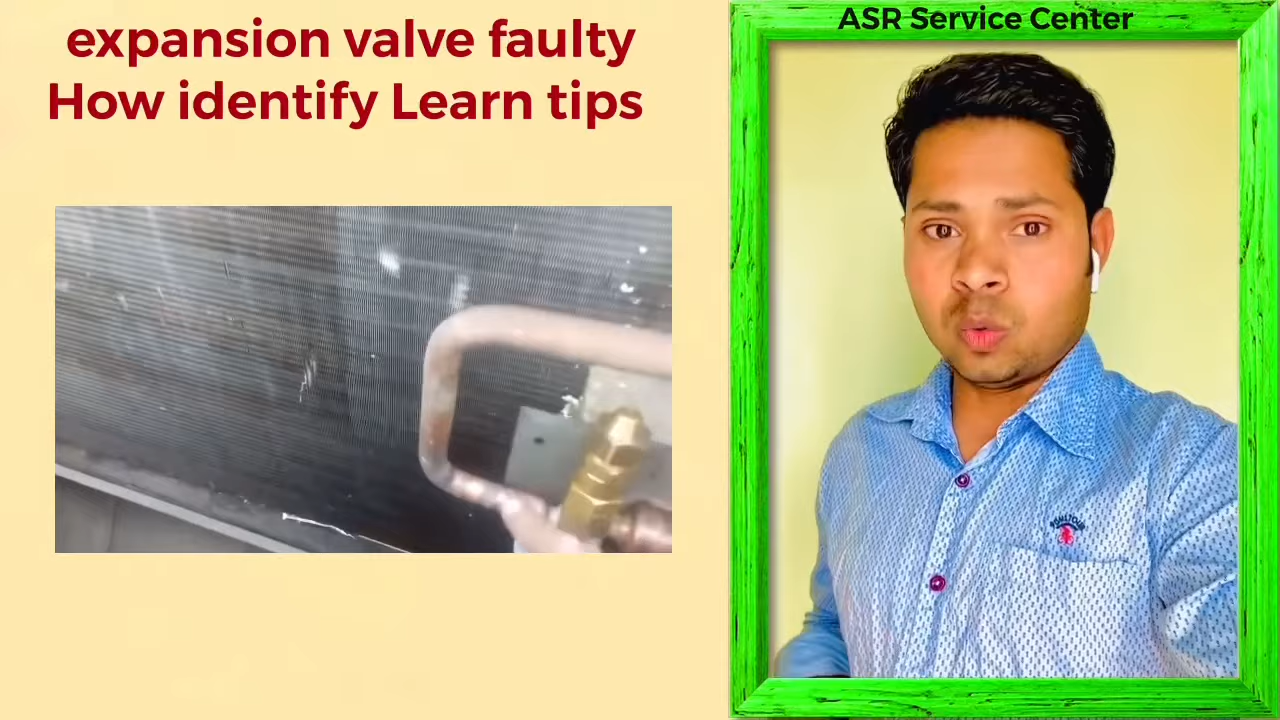 expansion valve faulty
How identify Learn tips
ASR Service Center